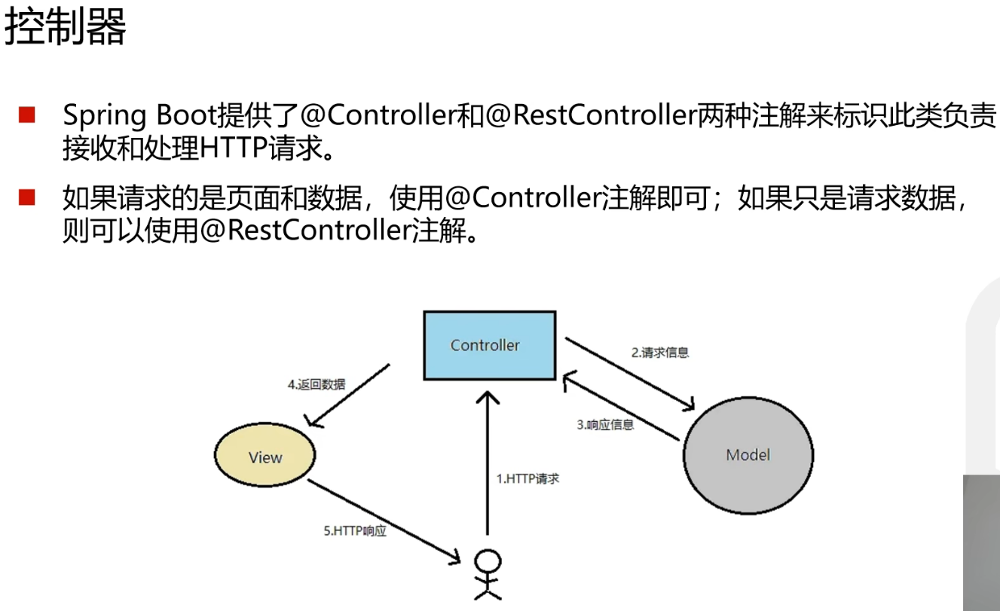 控制器
Spring Boot提供了@Controller和@RestController两种注解来标识此类负责
接收和处理HTTP请求。
如果请求的是页面和数据，使用@Controller注解即可；如果只是请求数据，
则可以使用@RestController注解。
Controller
2.请求信息
4.返回数据
3.响应信息
View
Model
1.HTTP请求
5.HTTP响应